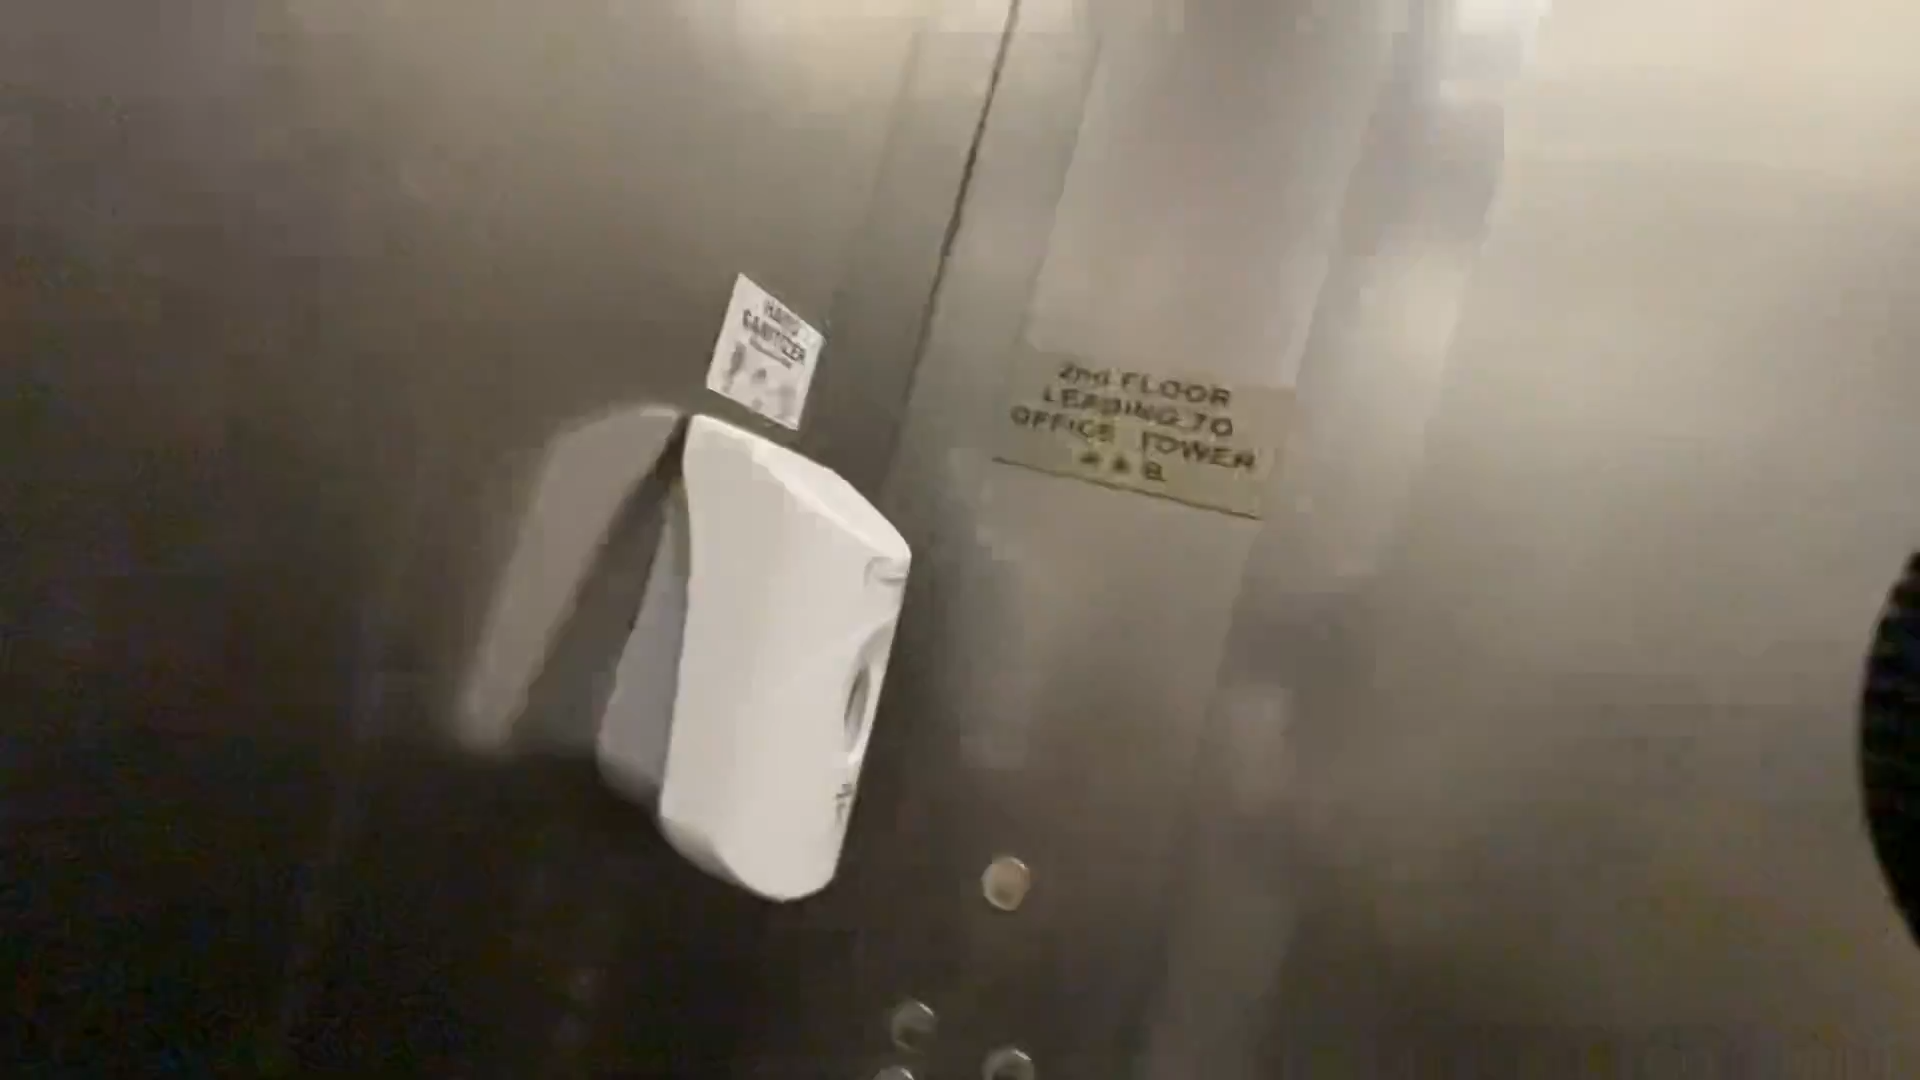 HAND
SANITIZER
2nd FLOOR
LEADING TO
OFFICE TOWER
A & B